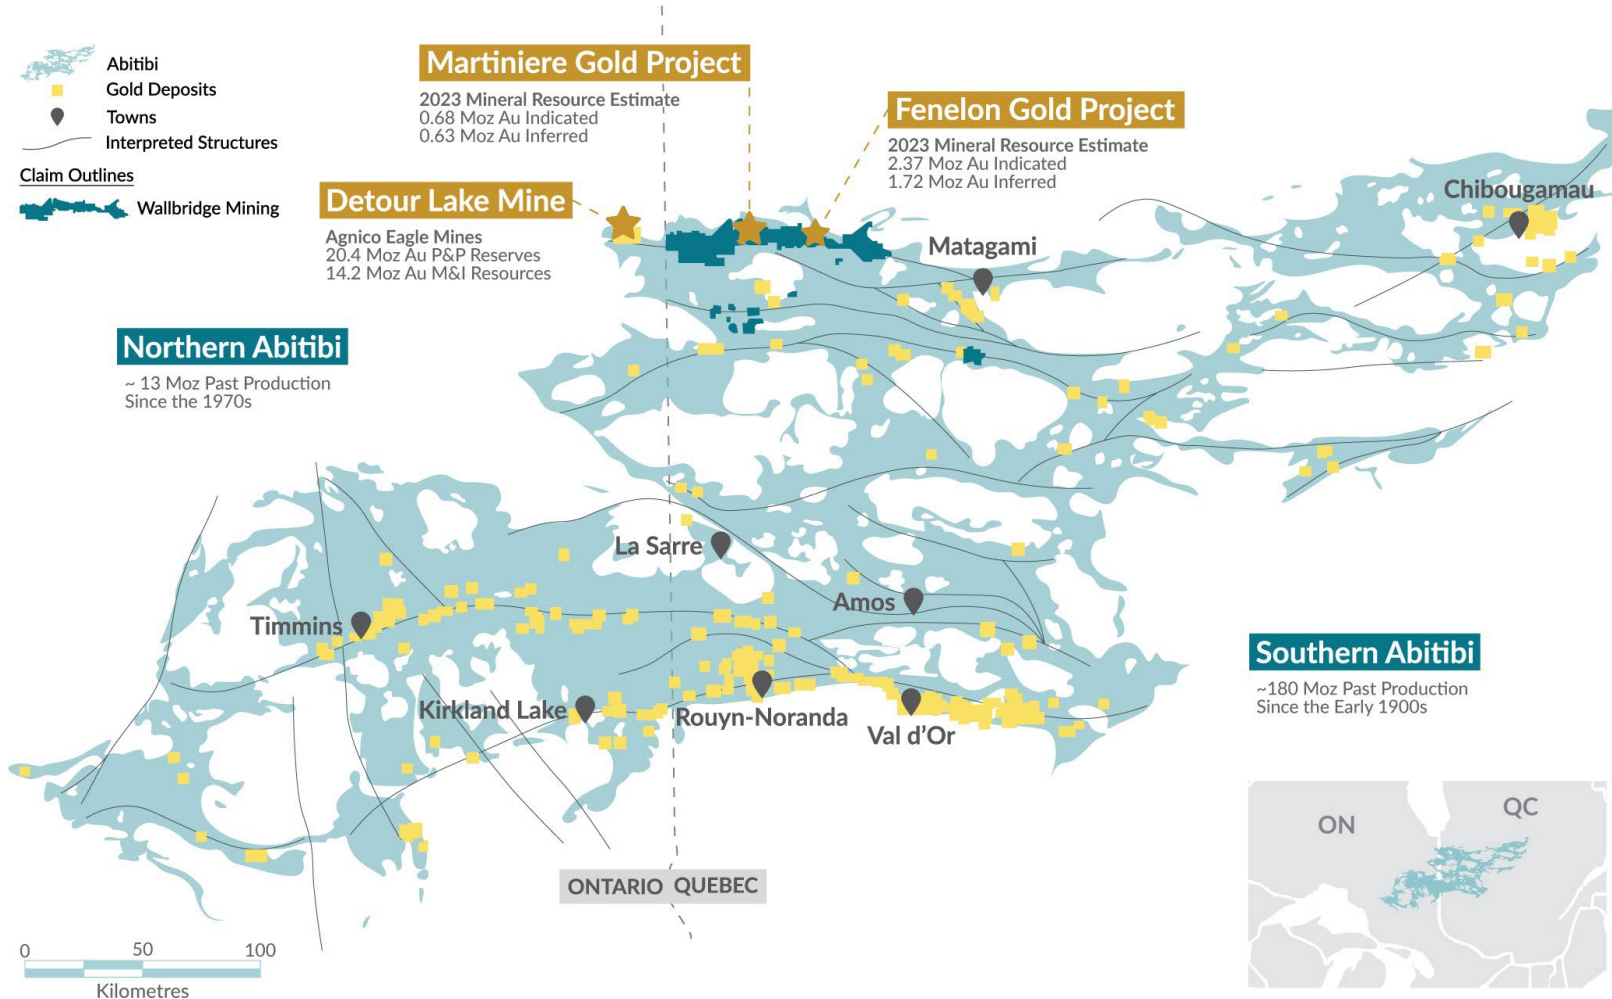 Abitibi
Gold Deposits
Towns
Interpreted Structures
Claim Outlines
Wallbridge Mining
Martiniere Gold Project
2023 Mineral Resource Estimate
0.68 Moz Au Indicated
0.63 Moz Au Inferred
Fenelon Gold Project
2023 Mineral Resource Estimate
2.37 Moz Au Indicated
1.72 Moz Au Inferred
Detour Lake Mine
Agnico Eagle Mines
20.4 Moz Au P&P Reserves
14.2 Moz Au M&I Resources
Chibougamau
Matagami
Northern Abitibi
~ 13 Moz Past Production
Since the 1970s
La Sarre
Amos
Timmins
Kirkland Lake
Rouyn-Noranda
Val d'Or
Southern Abitibi
~180 Moz Past Production
Since the Early 1900s
ONTARIO QUEBEC
ON
QC
0 50 100
Kilometres